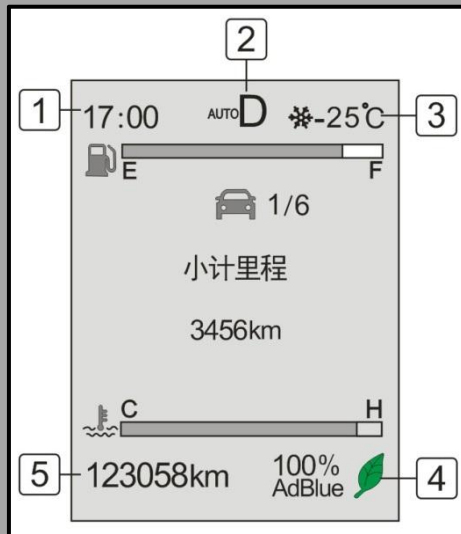 2
1
17:00
AUTO D
-25℃
3
E
F
1/6
小计里程
3456km
C
H
5
123058km
100%
AdBlue
4